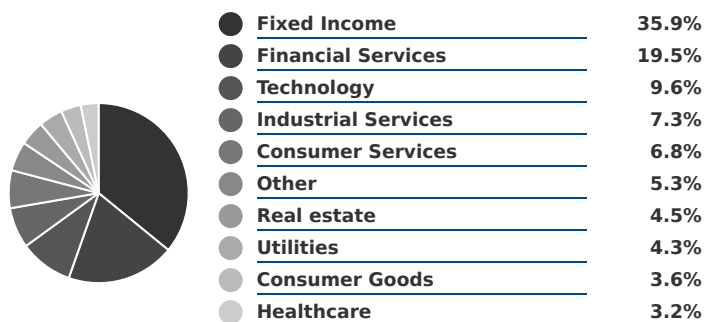 Fixed Income 35.9%
Financial Services 19.5%
Technology 9.6%
Industrial Services 7.3%
Consumer Services 6.8%
Other 5.3%
Real estate 4.5%
Utilities 4.3%
Consumer Goods 3.6%
Healthcare 3.2%